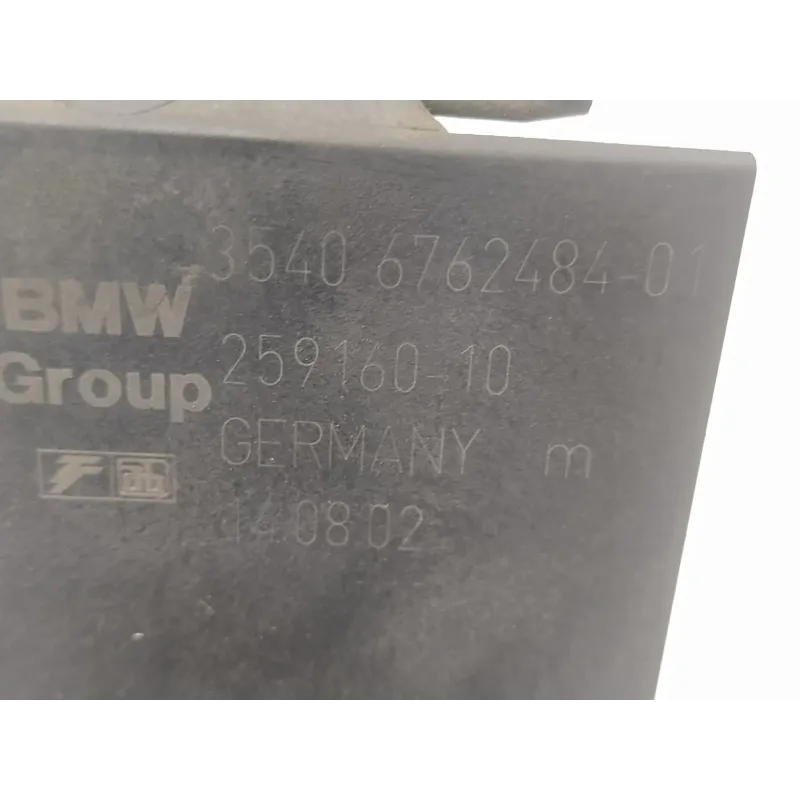 3540 6762484-01
BMW
Group
259160-10
GERMANY m
14.08.02